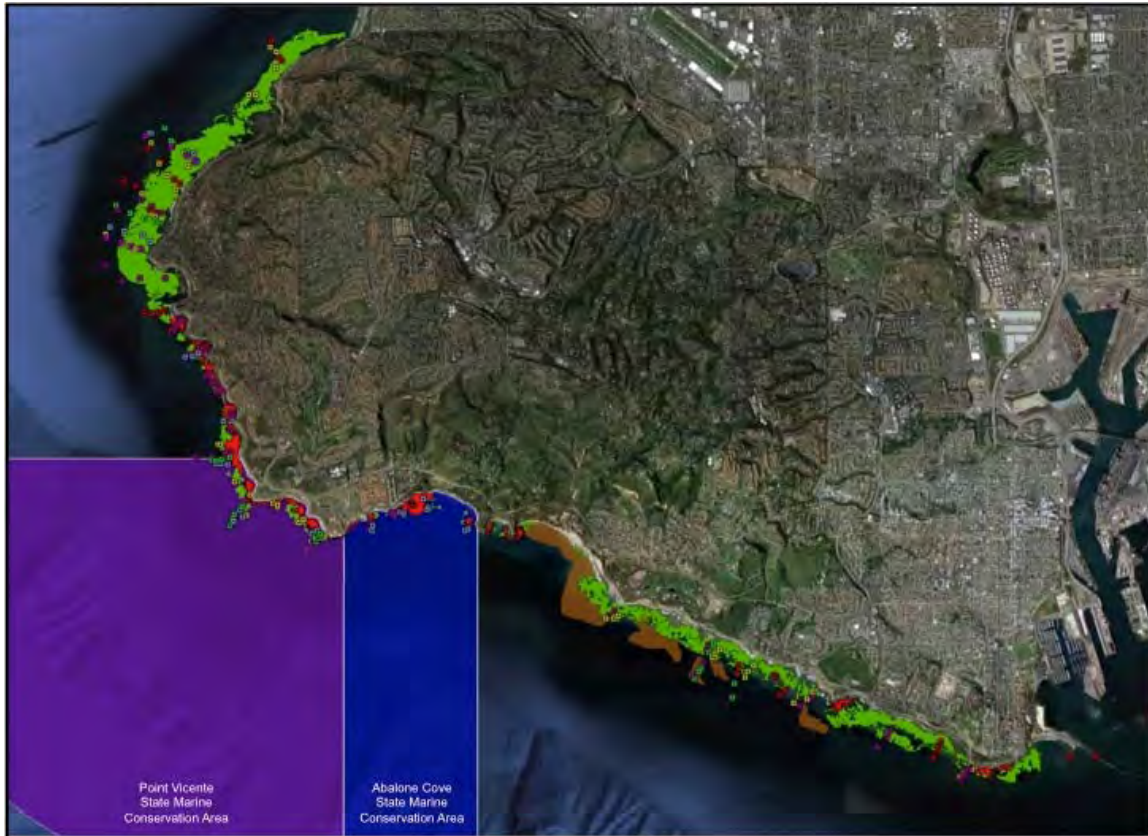 Point Vicente
State Marine
Conservation Area
Abalone Cove
State Marine
Conservation Area